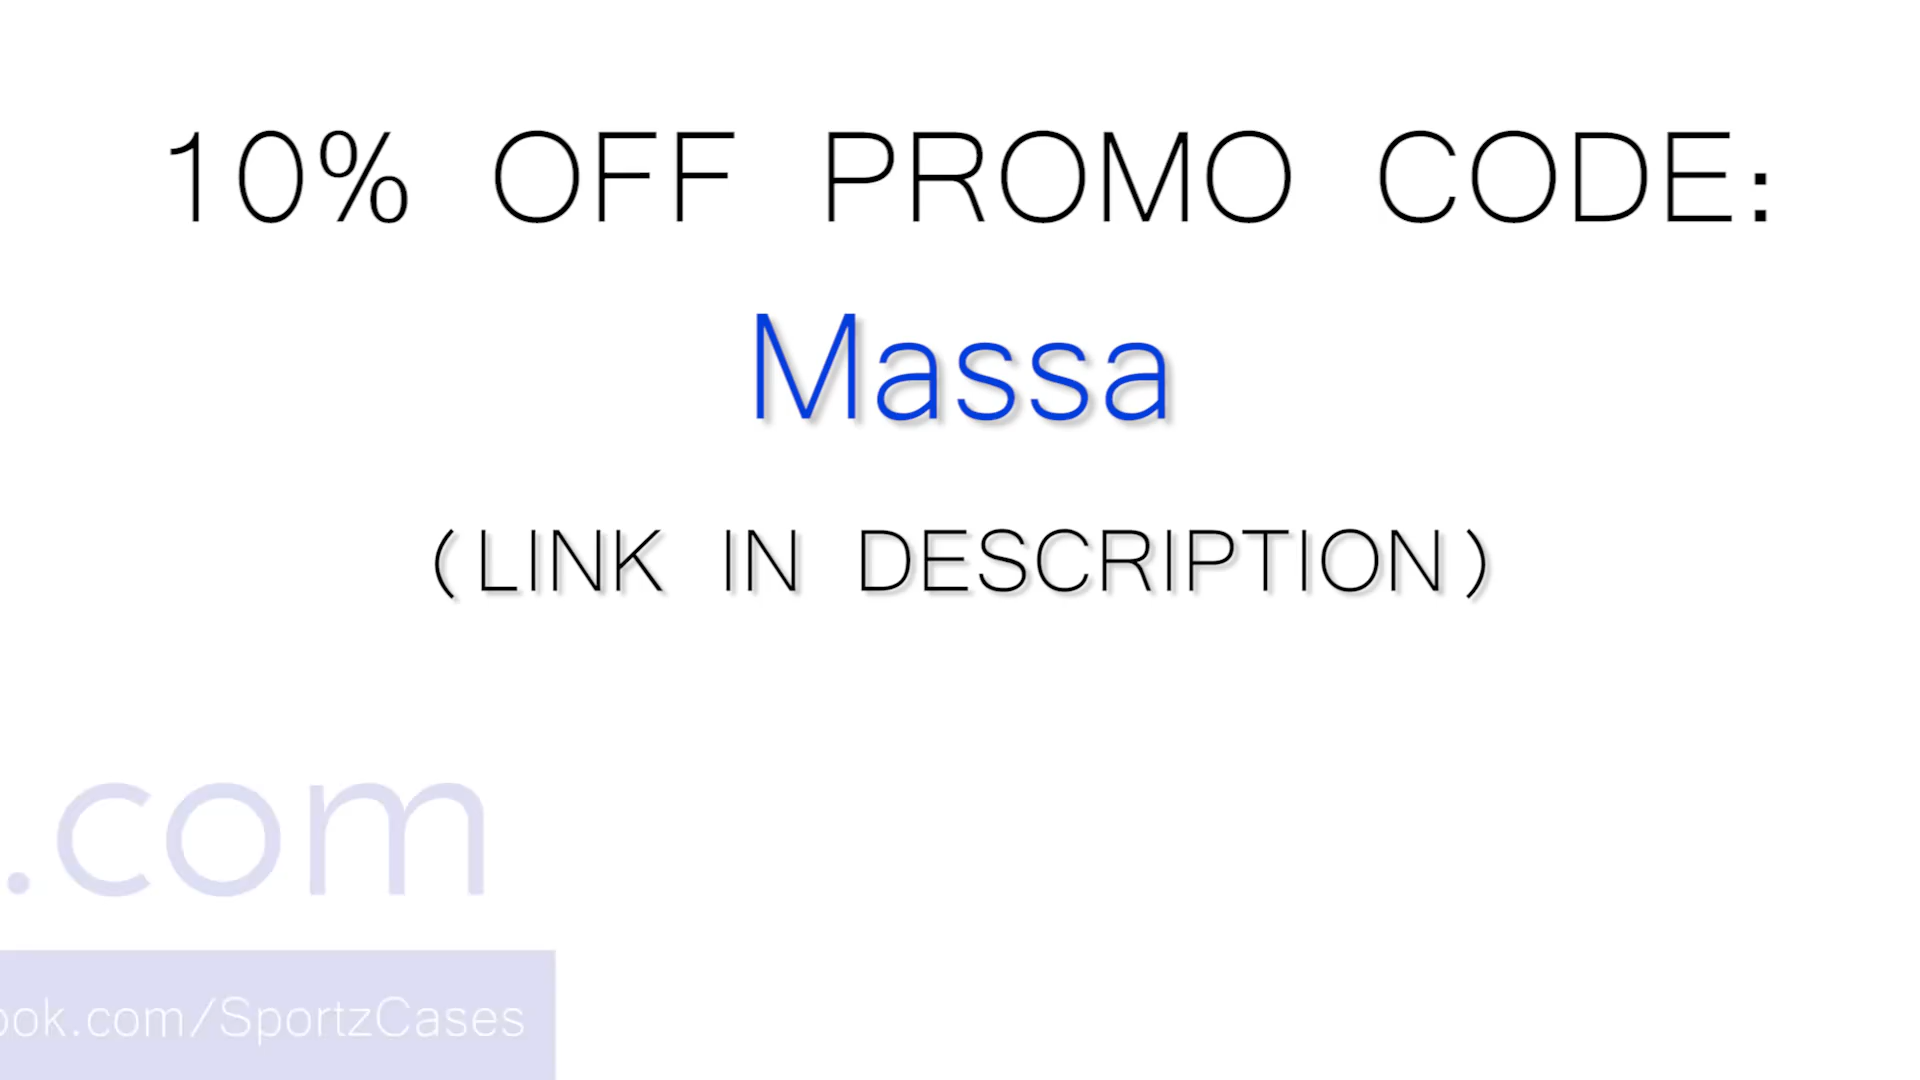 10% OFF PROMO CODE:
Massa
(LINK IN DESCRIPTION)
.com
ook.com/SportzCases